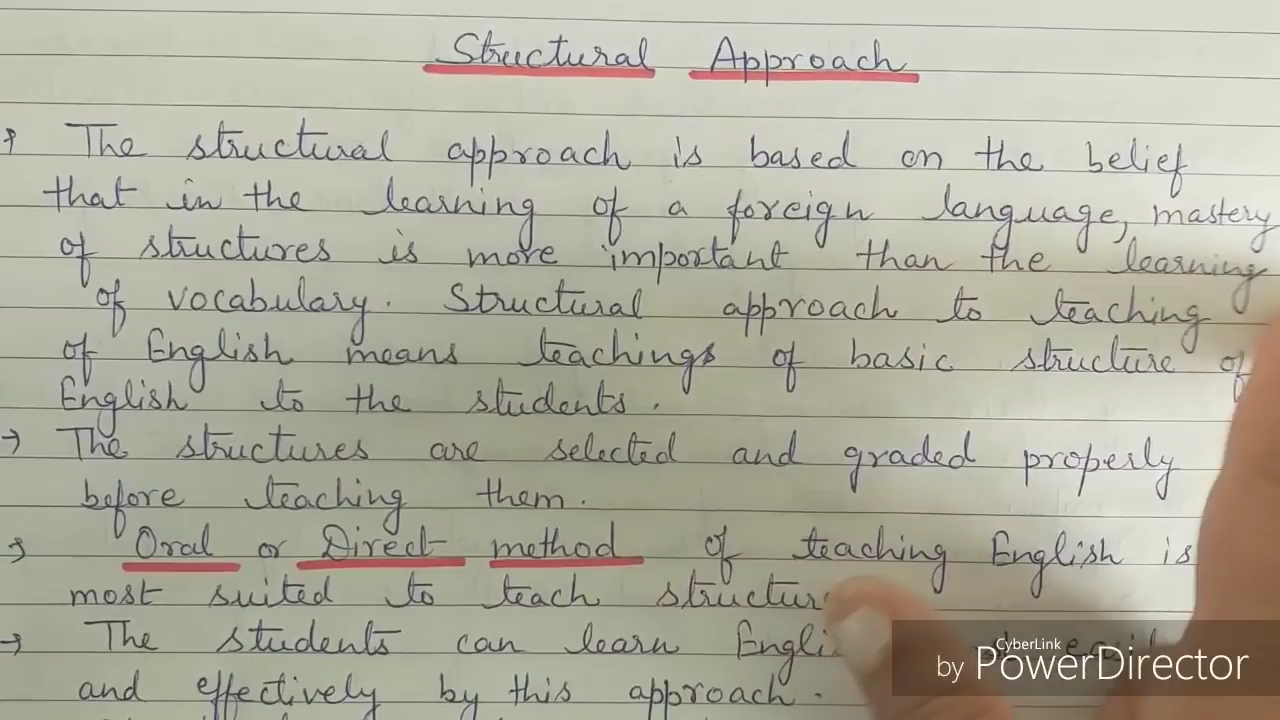 Structural Approach
→ The structural approach is based on the belief
that in the learning of a foreign language, mastery
of structures is more important than the learning
of vocabulary. Structural approach to teaching
of English means teachings of basic structure of
English to the students.
→ The structures are selected and graded properly
before teaching them.
→ Oral or Direct method of teaching English is
most suited to teach
→ The students can learn
and effectively by this approach.
CyberLink
by PowerDirector